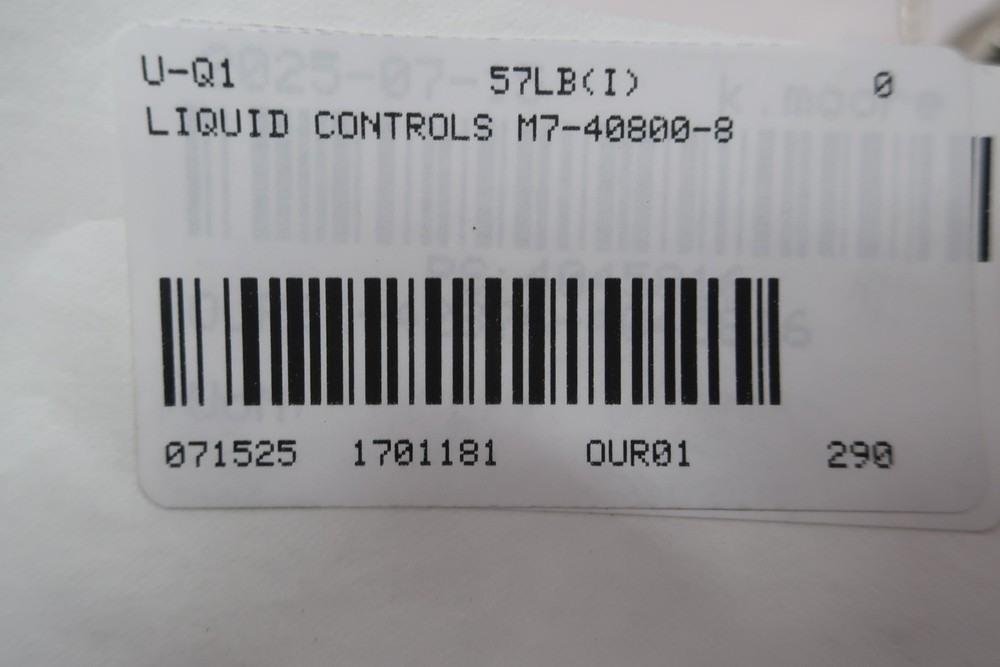 U-Q1 57LB(I) 0
LIQUID CONTROLS M7-40800-8
071525 1701181 OUR01 290